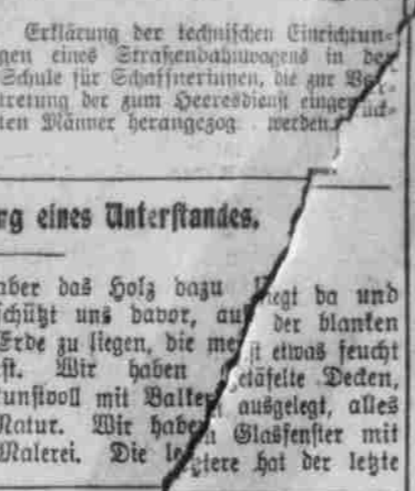 Erklärung der technischen Einrichtun-
gen eines Straßenbahnwagens in der
Schule für Schaffnerinnen, die zur Ver-
tretung der zum Heeresdienst eingerück-
ten Männer herangezog werden.
rg eines Unterstandes.
aber das Holz dazu liegt da und
schützt uns davor, auf der blanken
Erde zu liegen, die meist etwas feucht
ist. Wir haben getäfelte Decken,
kunstvoll mit Balken ausgelegt, alles
Natur. Wir haben Glasfenster mit
Malerei. Die letztere hat der letzte